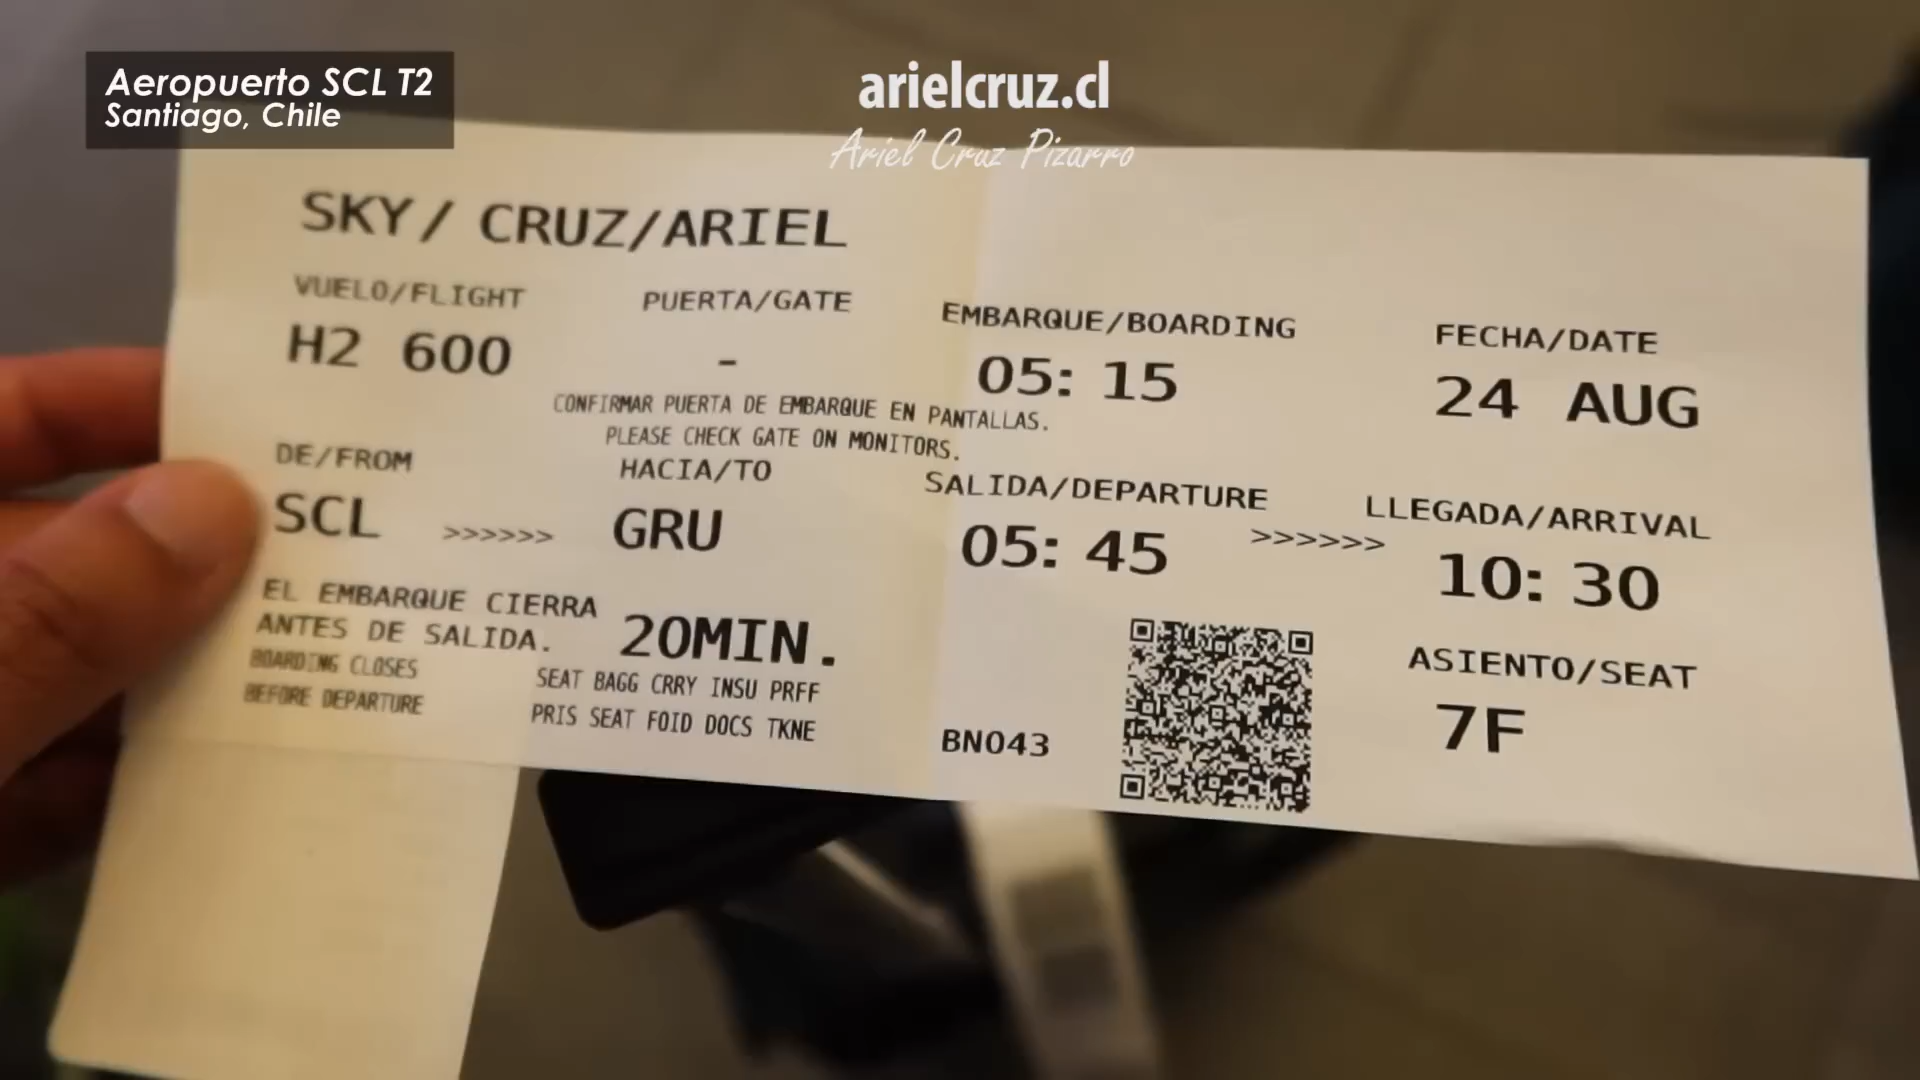 Aeropuerto SCL T2
Santiago, Chile
arielcruz.cl
Ariel Cruz Pizarro
SKY/ CRUZ/ARIEL
VUELO/FLIGHT PUERTA/GATE EMBARQUE/BOARDING FECHA/DATE
H2 600 - 05: 15 24 AUG
CONFIRMAR PUERTA DE EMBARQUE EN PANTALLAS.
PLEASE CHECK GATE ON MONITORS.
DE/FROM HACIA/TO SALIDA/DEPARTURE LLEGADA/ARRIVAL
SCL >>>>>> GRU 05: 45 >>>>>> 10: 30
EL EMBARQUE CIERRA
ANTES DE SALIDA. 20MIN.
BOARDING CLOSES SEAT BAGG CRRY INSU PRFF
BEFORE DEPARTURE PRIS SEAT FOID DOCS TKNE
ASIENTO/SEAT
BN043 7F